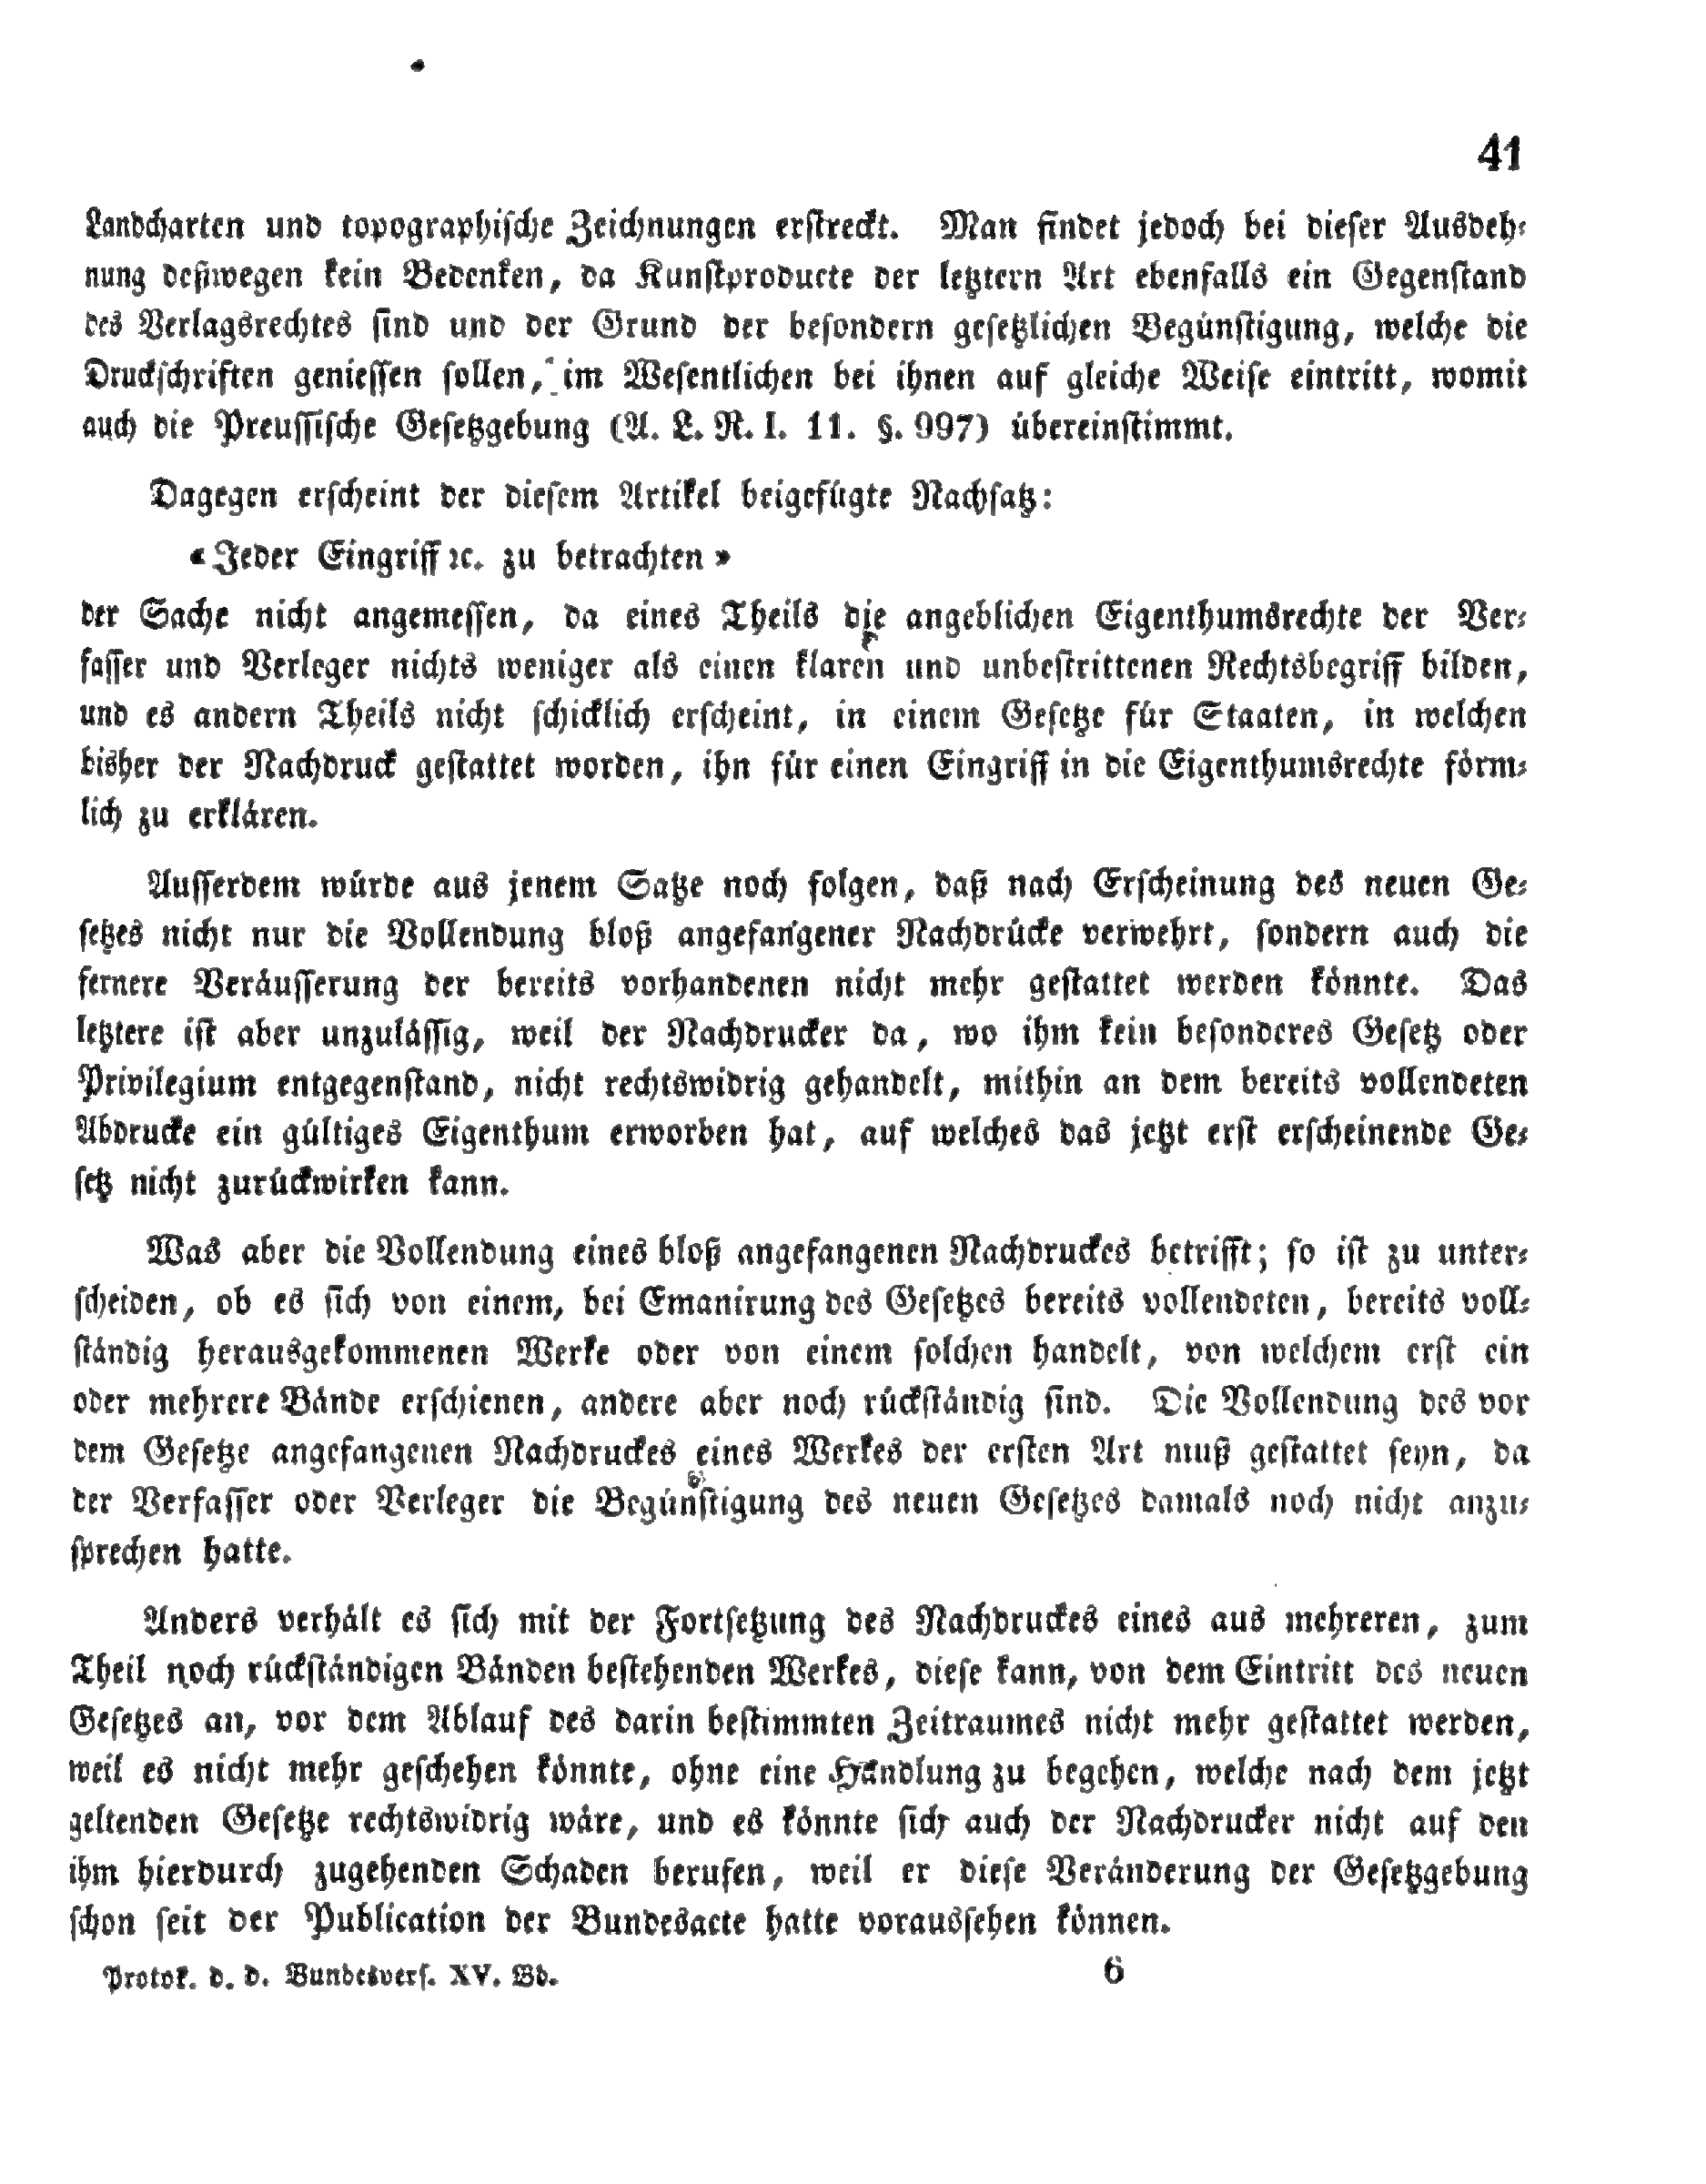 41
Landcharten und topographische Zeichnungen erstreckt. Man findet jedoch bei dieser Ausdeh-
nung deßwegen kein Bedenken, da Kunstproducte der letztern Art ebenfalls ein Gegenstand
des Verlagsrechtes sind und der Grund der besondern gesetzlichen Begünstigung, welche die
Druckschriften geniessen sollen, im Wesentlichen bei ihnen auf gleiche Weise eintritt, womit
auch die Preussische Gesetzgebung (A. L. R. I. 11. §. 997) übereinstimmt.
Dagegen erscheint der diesem Artikel beigefügte Nachsatz:
« Jeder Eingriff ꝛc. zu betrachten »
der Sache nicht angemessen, da eines Theils die angeblichen Eigenthumsrechte der Ver-
fasser und Verleger nichts weniger als einen klaren und unbestrittenen Rechtsbegriff bilden,
und es andern Theils nicht schicklich erscheint, in einem Gesetze für Staaten, in welchen
bisher der Nachdruck gestattet worden, ihn für einen Eingriff in die Eigenthumsrechte förm-
lich zu erklären.
Ausserdem würde aus jenem Satze noch folgen, daß nach Erscheinung des neuen Ge-
setzes nicht nur die Vollendung bloß angefangener Nachdrücke verwehrt, sondern auch die
fernere Veräusserung der bereits vorhandenen nicht mehr gestattet werden könnte. Das
letztere ist aber unzulässig, weil der Nachdrucker da, wo ihm kein besonderes Gesetz oder
Privilegium entgegenstand, nicht rechtswidrig gehandelt, mithin an dem bereits vollendeten
Abdrucke ein gültiges Eigenthum erworben hat, auf welches das jetzt erst erscheinende Ge-
setz nicht zurückwirken kann.
Was aber die Vollendung eines bloß angefangenen Nachdruckes betrifft; so ist zu unter-
scheiden, ob es sich von einem, bei Emanirung des Gesetzes bereits vollendeten, bereits voll-
ständig herausgekommenen Werke oder von einem solchen handelt, von welchem erst ein
oder mehrere Bände erschienen, andere aber noch rückständig sind. Die Vollendung des vor
dem Gesetze angefangenen Nachdruckes eines Werkes der ersten Art muß gestattet seyn, da
der Verfasser oder Verleger die Begünstigung des neuen Gesetzes damals noch nicht anzu-
sprechen hatte.
Anders verhält es sich mit der Fortsetzung des Nachdruckes eines aus mehreren, zum
Theil noch rückständigen Bänden bestehenden Werkes, diese kann, von dem Eintritt des neuen
Gesetzes an, vor dem Ablauf des darin bestimmten Zeitraumes nicht mehr gestattet werden,
weil es nicht mehr geschehen könnte, ohne eine Handlung zu begehen, welche nach dem jetzt
geltenden Gesetze rechtswidrig wäre, und es könnte sich auch der Nachdrucker nicht auf den
ihm hierdurch zugehenden Schaden berufen, weil er diese Veränderung der Gesetzgebung
schon seit der Publication der Bundesacte hatte voraussehen können.
Protok. d. d. Bundesvers. XV. Bd. 6